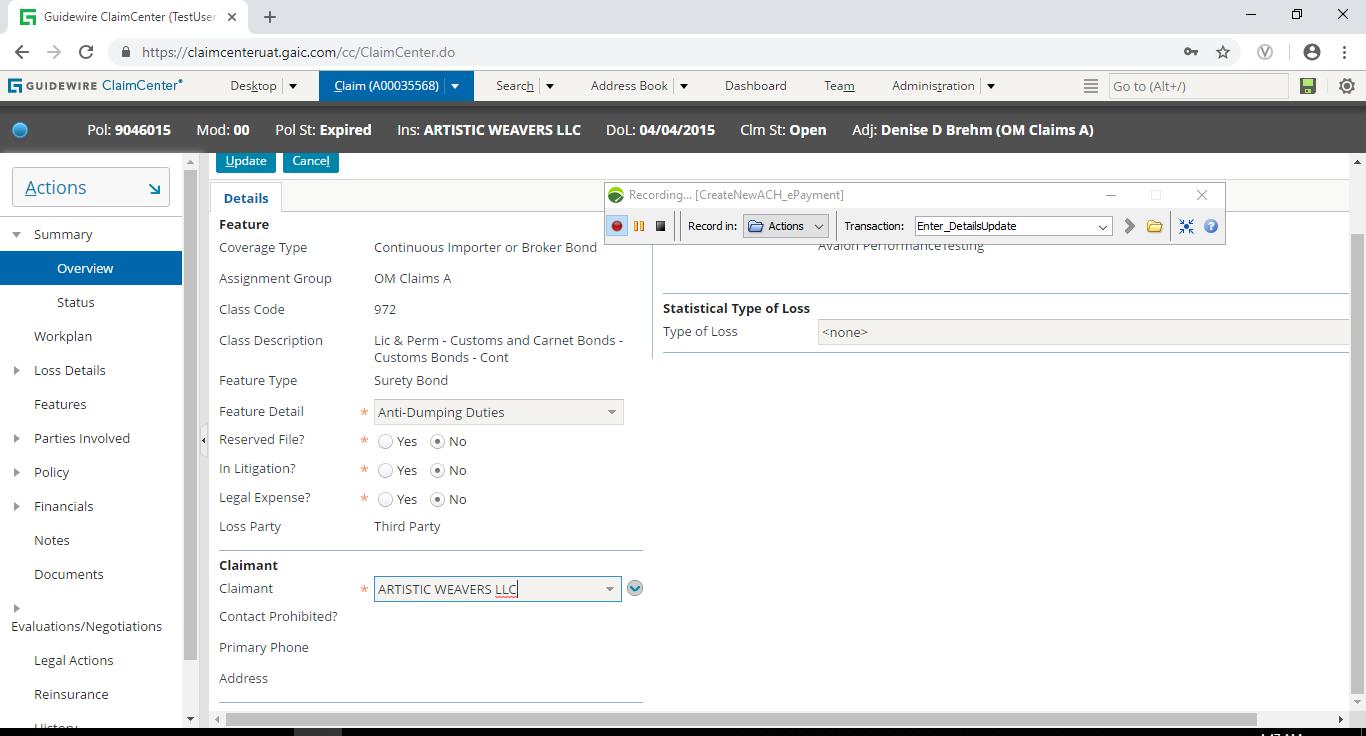 Guidewire ClaimCenter (TestUser
https://claimcenteruat.gaic.com/cc/ClaimCenter.do
GUIDEWIRE ClaimCenter®
Desktop
Claim (A00035568)
Search
Address Book
Dashboard
Team
Administration
Go to (Alt+/)
Pol: 9046015 Mod: 00 Pol St: Expired Ins: ARTISTIC WEAVERS LLC DoL: 04/04/2015 Clm St: Open Adj: Denise D Brehm (OM Claims A)
Actions
Summary
Overview
Status
Workplan
Loss Details
Features
Parties Involved
Policy
Financials
Notes
Documents
Evaluations/Negotiations
Legal Actions
Reinsurance
History
Update Cancel
Details
Recording... [CreateNewACH_ePayment]
Record in: Actions Transaction: Enter_DetailsUpdate
Feature
Coverage Type Continuous Importer or Broker Bond
Assignment Group OM Claims A
Class Code 972
Class Description Lic & Perm - Customs and Carnet Bonds -
Customs Bonds - Cont
Feature Type Surety Bond
Feature Detail * Anti-Dumping Duties
Reserved File? * Yes No
In Litigation? * Yes No
Legal Expense? * Yes No
Loss Party Third Party
Claimant
Claimant * ARTISTIC WEAVERS LLC
Contact Prohibited?
Primary Phone
Address
Avalon PerformanceTesting
Statistical Type of Loss
Type of Loss <none>